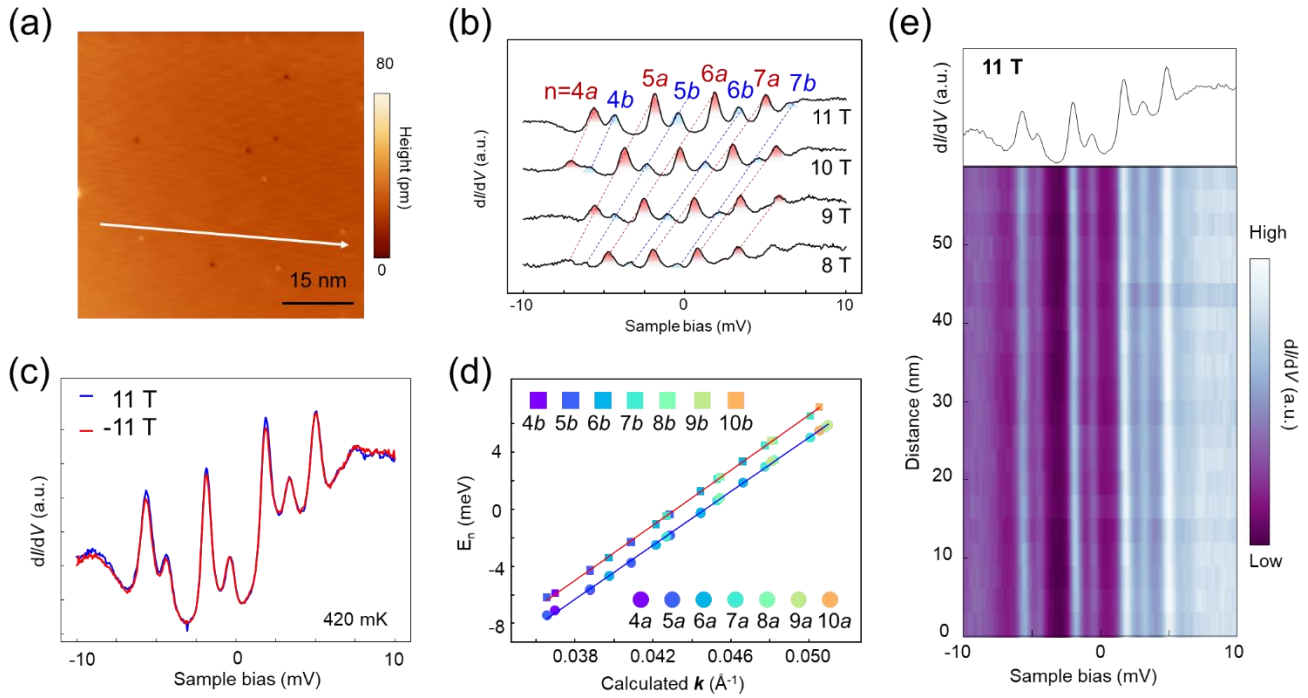 (a)
80
Height (pm)
0
15 nm
(b)
n=4a
4b
5a
5b
6a
6b
7a
7b
11 T
10 T
9 T
8 T
dI/dV (a.u.)
-10 0 10
Sample bias (mV)
(c)
11 T
-11 T
dI/dV (a.u.)
420 mK
-10 0 10
Sample bias (mV)
(d)
4b 5b 6b 7b 8b 9b 10b
4
0
-4
-8
En (meV)
4a 5a 6a 7a 8a 9a 10a
0.038 0.042 0.046 0.050
Calculated k (Å-1)
(e)
11 T
dI/dV (a.u.)
-10 0 10
50
40
30
20
10
0
Distance (nm)
-10 0 10
Sample bias (mV)
High
dI/dV (a.u.)
Low